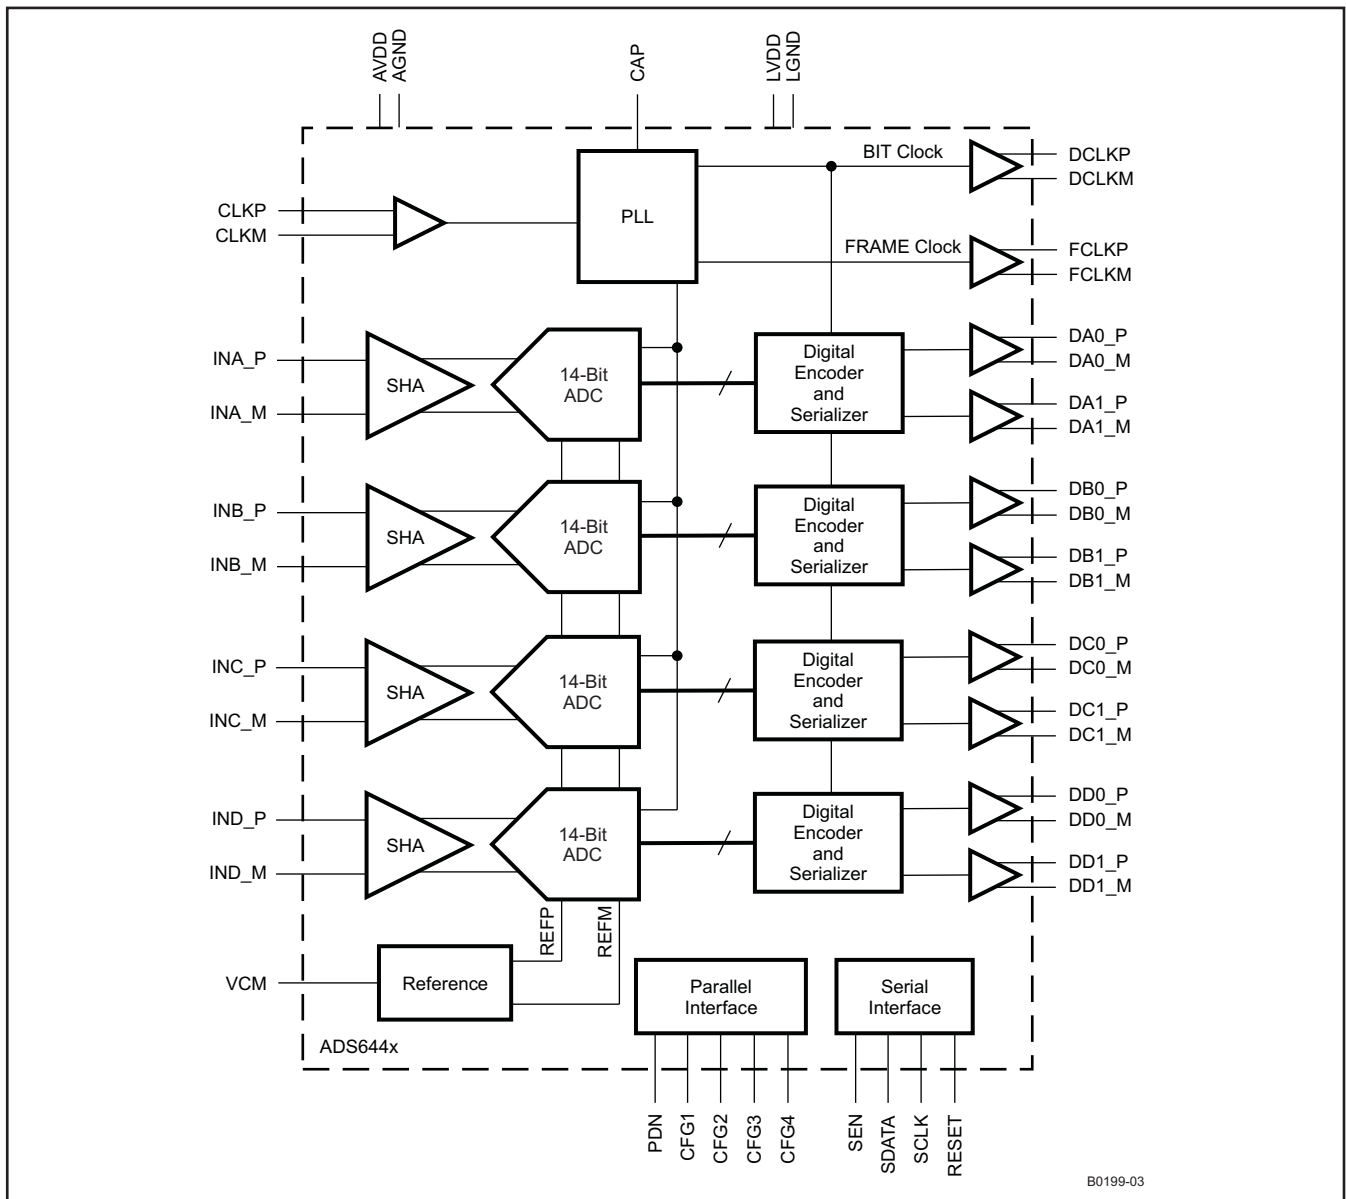 AVDD
AGND
CAP
LVDD
LGND
BIT Clock
DCLKP
DCLKM
CLKP
CLKM
PLL
FRAME Clock
FCLKP
FCLKM
INA_P
INA_M
SHA
14-Bit
ADC
Digital
Encoder
and
Serializer
DA0_P
DA0_M
DA1_P
DA1_M
INB_P
INB_M
SHA
14-Bit
ADC
Digital
Encoder
and
Serializer
DB0_P
DB0_M
DB1_P
DB1_M
INC_P
INC_M
SHA
14-Bit
ADC
Digital
Encoder
and
Serializer
DC0_P
DC0_M
DC1_P
DC1_M
IND_P
IND_M
SHA
14-Bit
ADC
Digital
Encoder
and
Serializer
DD0_P
DD0_M
DD1_P
DD1_M
REFP
REFM
VCM
Reference
Parallel
Interface
Serial
Interface
ADS644x
PDN
CFG1
CFG2
CFG3
CFG4
SEN
SDATA
SCLK
RESET
B0199-03